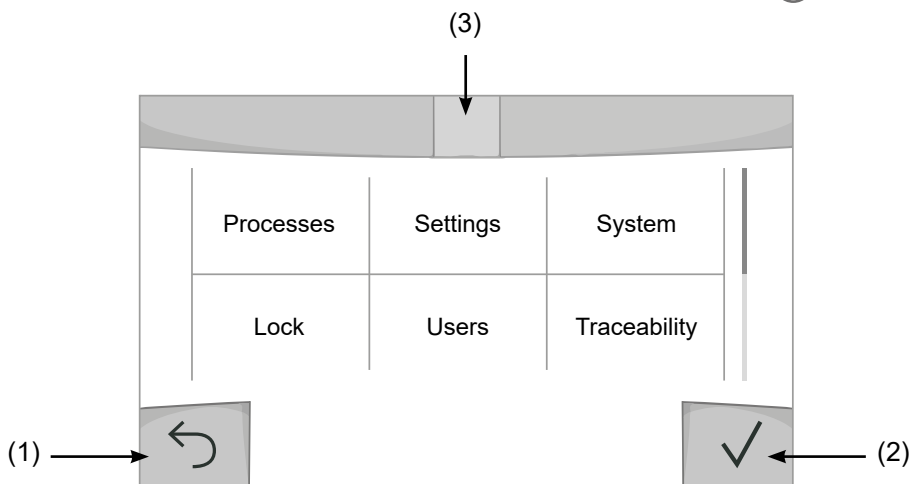 (3)
Processes Settings System
Lock Users Traceability
(1) (2)